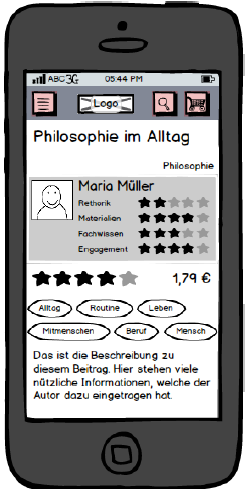 ABC 3G 05:44 PM
Logo
Philosophie im Alltag
Philosophie
Maria Müller
Rethorik
Materialien
Fachwissen
Engagement
1,79 €
Alltag Routine Leben
Mitmenschen Beruf Mensch
Das ist die Beschreibung zu
diesem Beitrag. Hier stehen viele
nützliche Informationen, welche der
Autor dazu eingetragen hat.